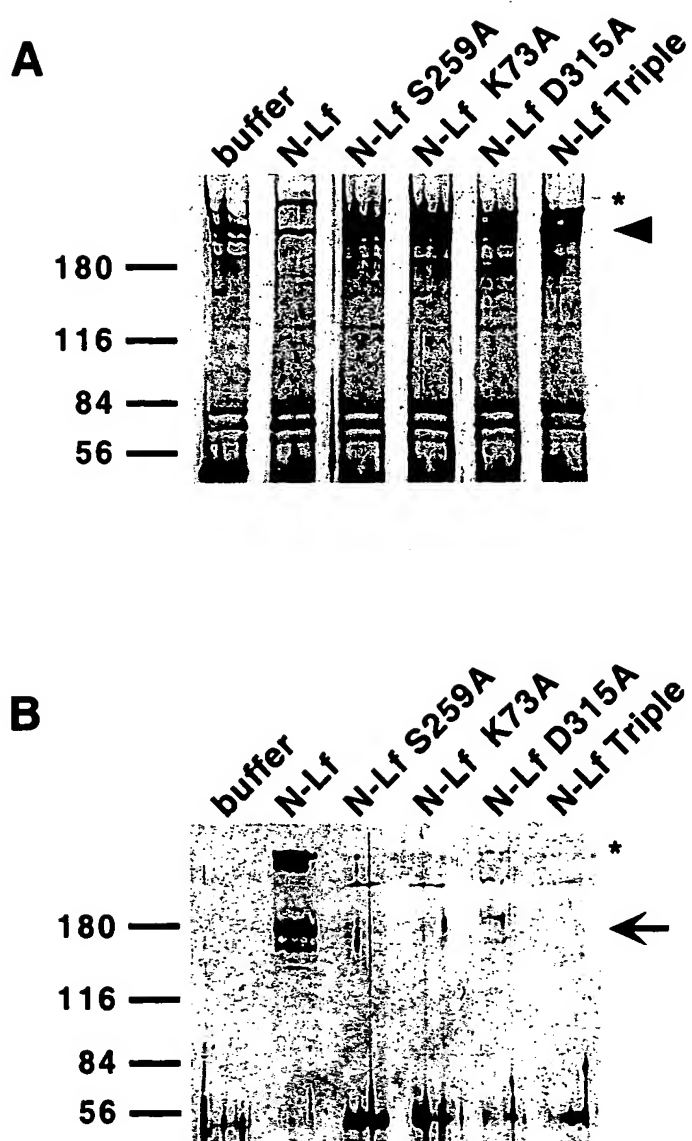 A
buffer
N-Lf
N-Lf S259A
N-Lf K73A
N-Lf D315A
N-Lf Triple
*
180
116
84
56
B
buffer
N-Lf
N-Lf S259A
N-Lf K73A
N-Lf D315A
N-Lf Triple
*
180
116
84
56